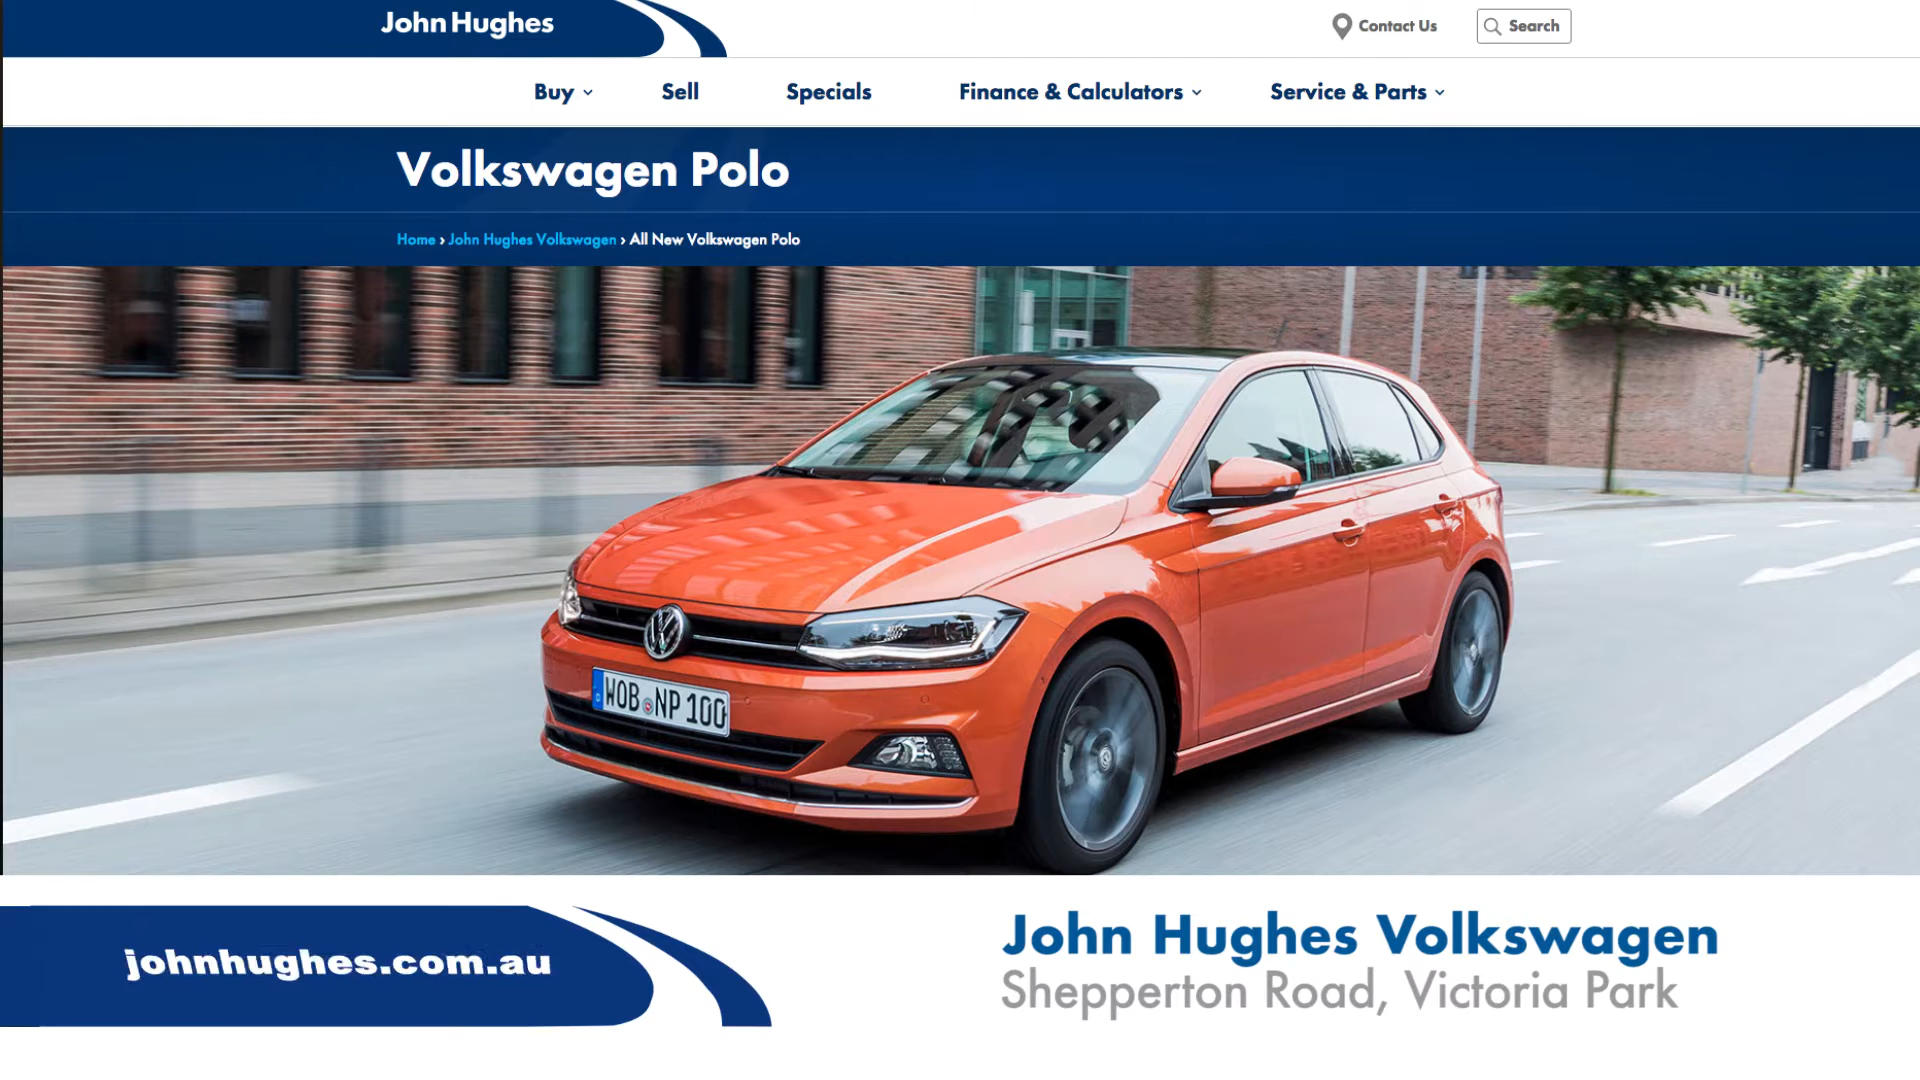 John Hughes
Contact Us
Search
Buy
Sell
Specials
Finance & Calculators
Service & Parts
Volkswagen Polo
Home › John Hughes Volkswagen › All New Volkswagen Polo
WOB NP 100
johnhughes.com.au
John Hughes Volkswagen
Shepperton Road, Victoria Park